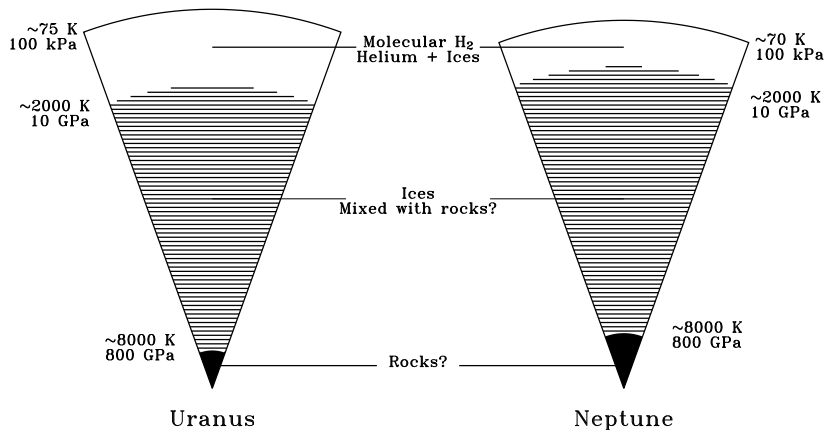 ~75 K
100 kPa
Molecular H₂
Helium + Ices
~70 K
100 kPa
~2000 K
10 GPa
~2000 K
10 GPa
Ices
Mixed with rocks?
~8000 K
800 GPa
~8000 K
800 GPa
Rocks?
Uranus
Neptune